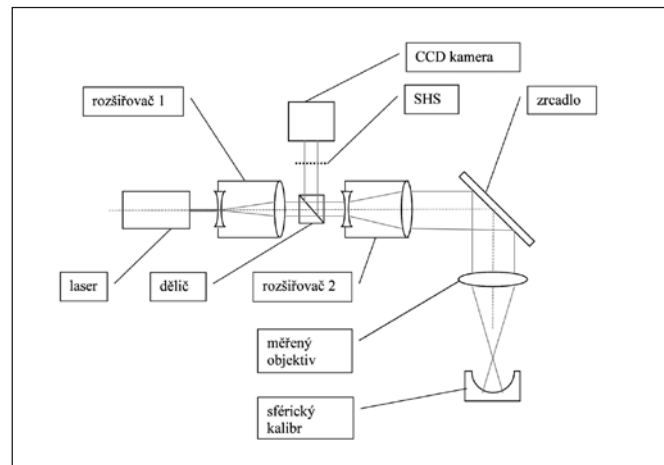 CCD kamera
rozšiřovač 1
SHS
zrcadlo
laser
dělič
rozšiřovač 2
měřený
objektiv
sférický
kalibr